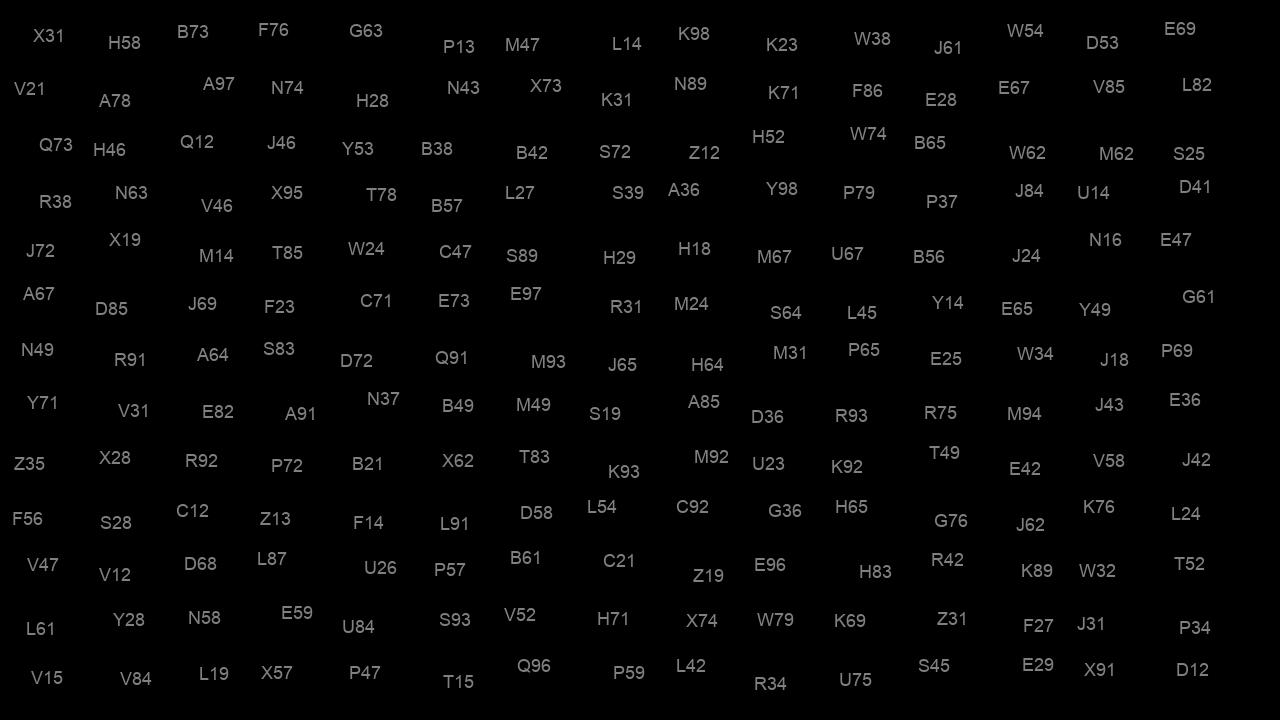 X31 H58 B73 F76 G63 P13 M47 L14 K98 K23 W38 J61 W54 D53 E69
V21 A78 A97 N74 H28 N43 X73 K31 N89 K71 F86 E28 E67 V85 L82
Q73 H46 Q12 J46 Y53 B38 B42 S72 Z12 H52 W74 B65 W62 M62 S25
R38 N63 V46 X95 T78 B57 L27 S39 A36 Y98 P79 P37 J84 U14 D41
J72 X19 M14 T85 W24 C47 S89 H29 H18 M67 U67 B56 J24 N16 E47
A67 D85 J69 F23 C71 E73 E97 R31 M24 S64 L45 Y14 E65 Y49 G61
N49 R91 A64 S83 D72 Q91 M93 J65 H64 M31 P65 E25 W34 J18 P69
Y71 V31 E82 A91 N37 B49 M49 S19 A85 D36 R93 R75 M94 J43 E36
Z35 X28 R92 P72 B21 X62 T83 K93 M92 U23 K92 T49 E42 V58 J42
F56 S28 C12 Z13 F14 L91 D58 L54 C92 G36 H65 G76 J62 K76 L24
V47 V12 D68 L87 U26 P57 B61 C21 Z19 E96 H83 R42 K89 W32 T52
L61 Y28 N58 E59 U84 S93 V52 H71 X74 W79 K69 Z31 F27 J31 P34
V15 V84 L19 X57 P47 T15 Q96 P59 L42 R34 U75 S45 E29 X91 D12